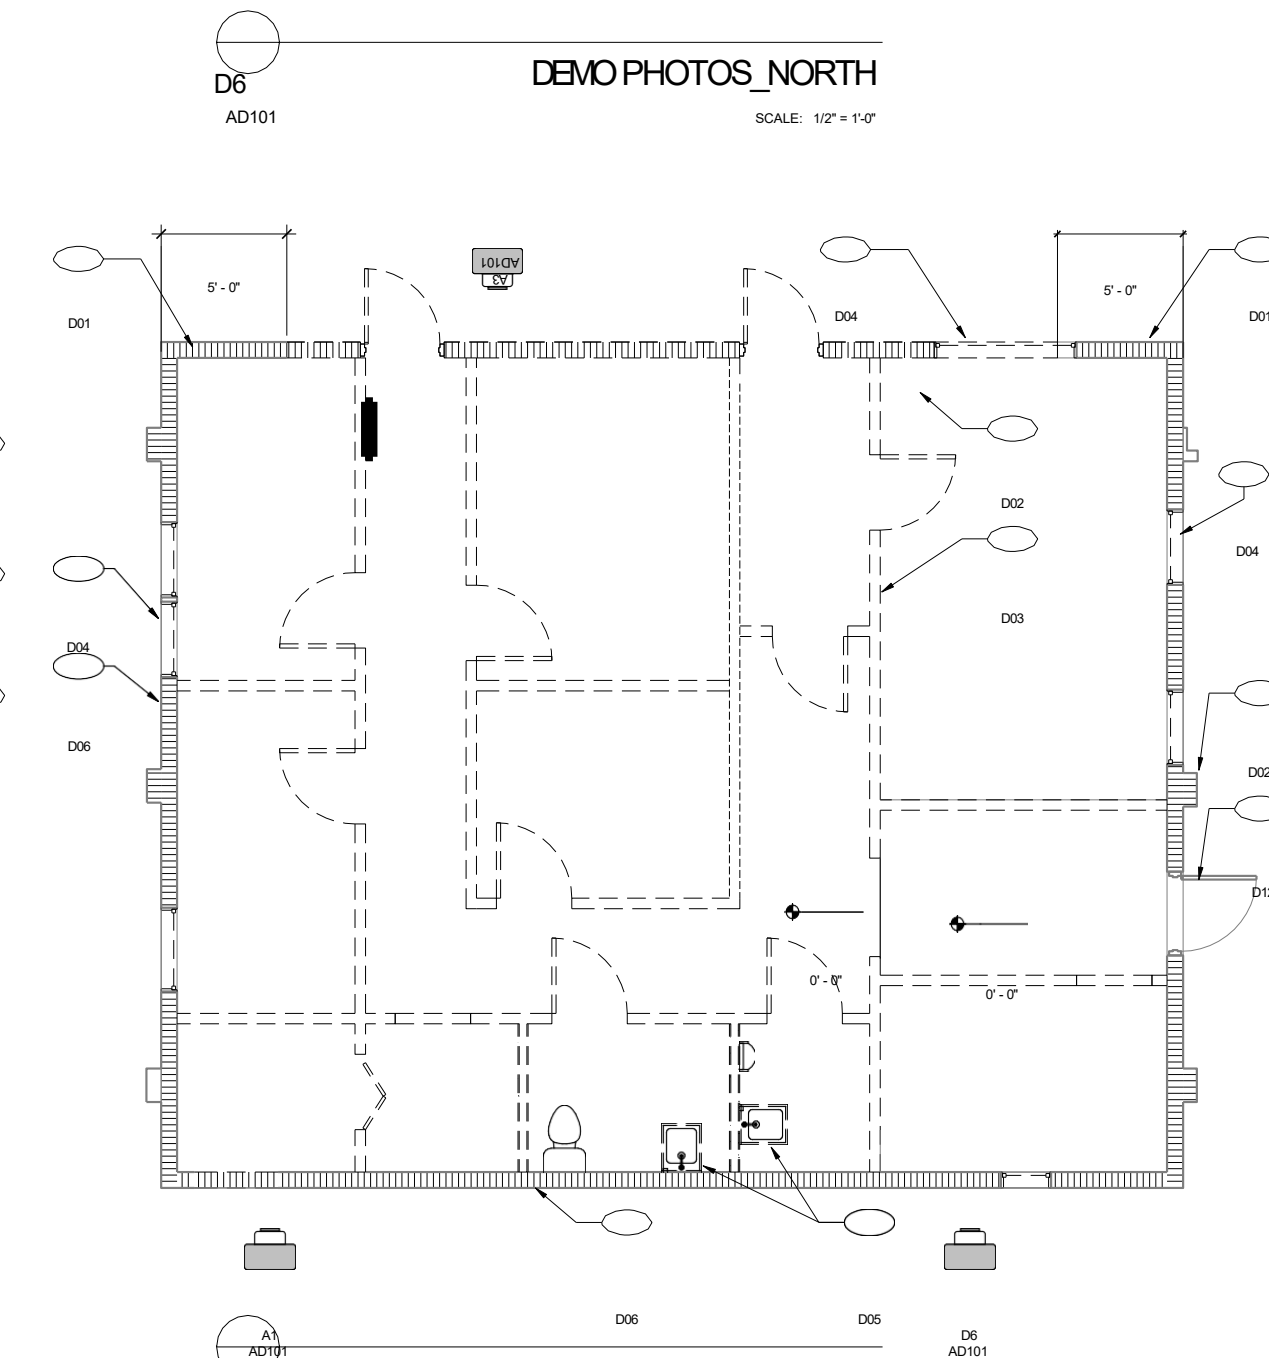 D6
DEMO PHOTOS_NORTH
AD101
SCALE: 1/2" = 1'-0"
AD101
A3
5' - 0"
5' - 0"
D01
D04
D01
D02
D04
D03
D04
D06
D02
D12
0' - 0"
0' - 0"
D06
D05
A1
AD101
D6
AD101